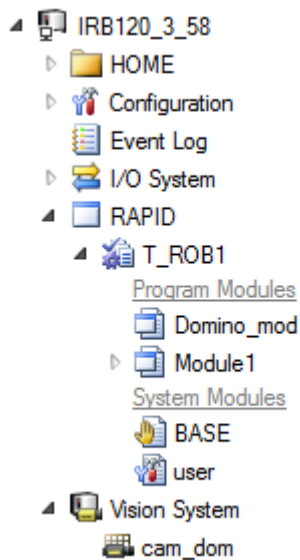 IRB120_3_58
HOME
Configuration
Event Log
I/O System
RAPID
T_ROB1
Program Modules
Domino_mod
Module1
System Modules
BASE
user
Vision System
cam_dom